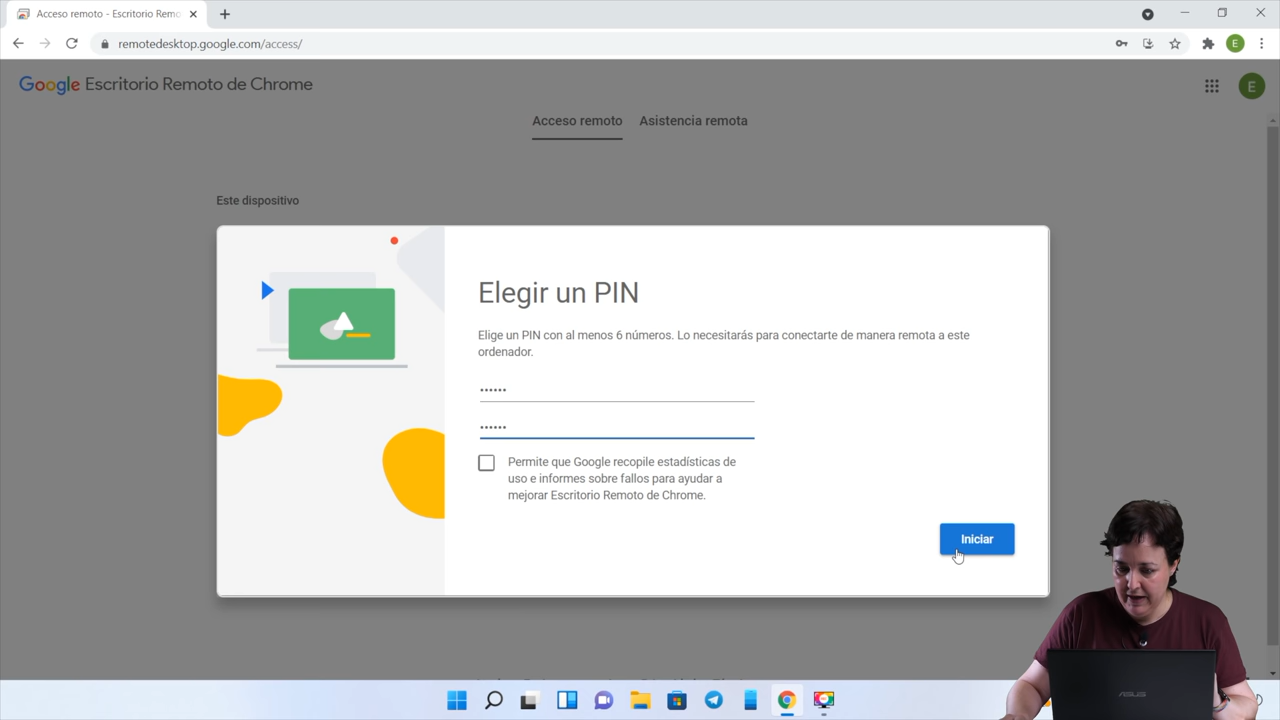 Acceso remoto - Escritorio Remo
remotedesktop.google.com/access/
E
Google Escritorio Remoto de Chrome
E
Acceso remoto Asistencia remota
Este dispositivo
Elegir un PIN
Elige un PIN con al menos 6 números. Lo necesitarás para conectarte de manera remota a este
ordenador.
••••••
••••••
Permite que Google recopile estadísticas de
uso e informes sobre fallos para ayudar a
mejorar Escritorio Remoto de Chrome.
Iniciar
ASUS